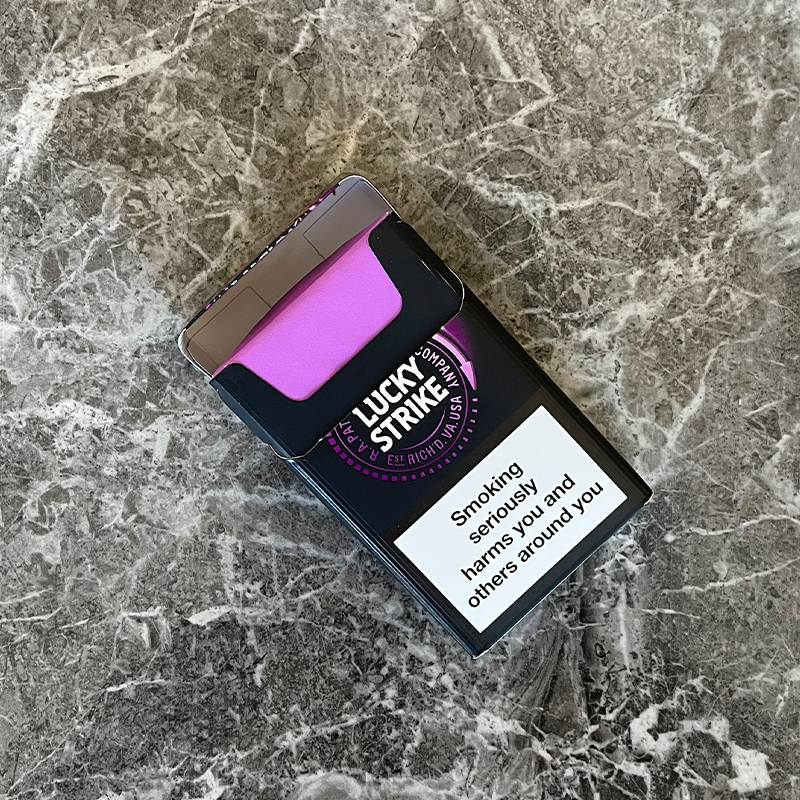 LUCKY
STRIKE
R.A.PAT
COMPANY
EST. RICH'D.VA.USA
Smoking
seriously
harms you and
others around you